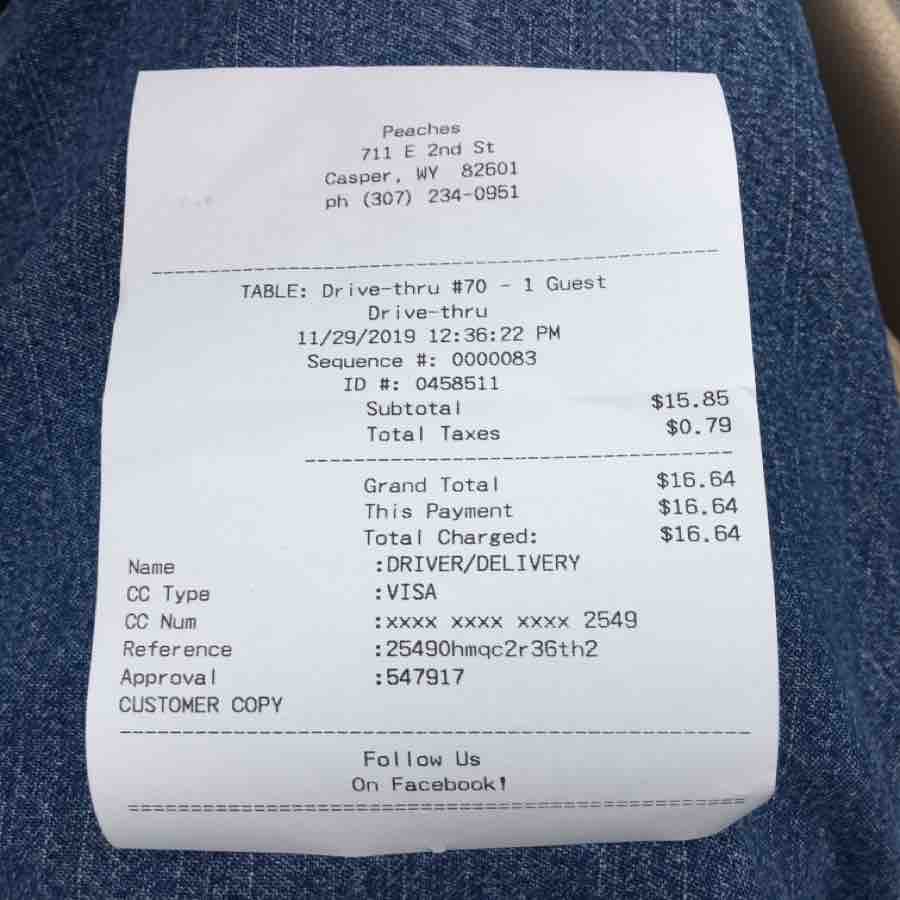 Peaches
711 E 2nd St
Casper, WY 82601
ph (307) 234-0951
TABLE: Drive-thru #70 - 1 Guest
Drive-thru
11/29/2019 12:36:22 PM
Sequence #: 0000083
ID #: 0458511
Subtotal $15.85
Total Taxes $0.79
Grand Total $16.64
This Payment $16.64
Total Charged: $16.64
Name :DRIVER/DELIVERY
CC Type :VISA
CC Num :xxxx xxxx xxxx 2549
Reference :25490hmqc2r36th2
Approval :547917
CUSTOMER COPY
Follow Us
On Facebook!